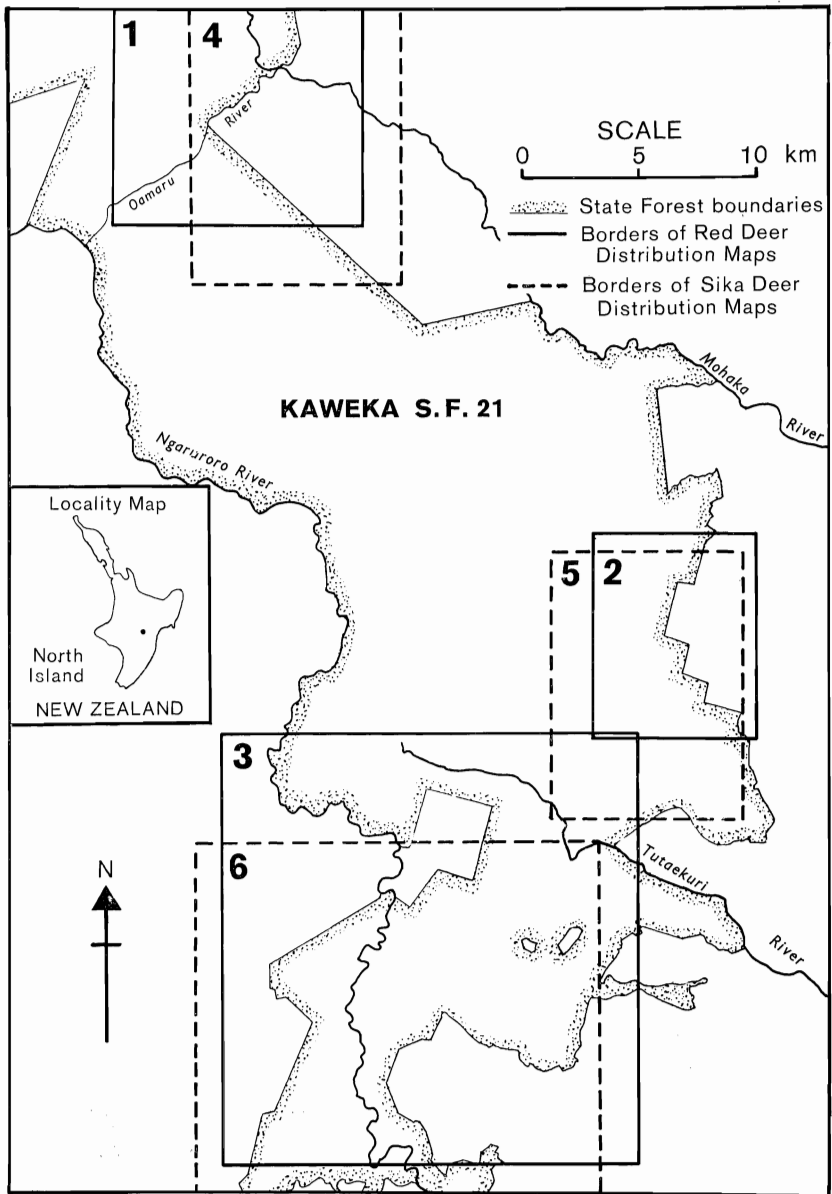 1
4
River
Oamaru
SCALE
0 5 10 km
State Forest boundaries
Borders of Red Deer
Distribution Maps
Borders of Sika Deer
Distribution Maps
Mohaka
River
KAWEKA S.F. 21
Ngaruroro River
Locality Map
North
Island
NEW ZEALAND
5
2
3
6
N
Tutaekuri
River